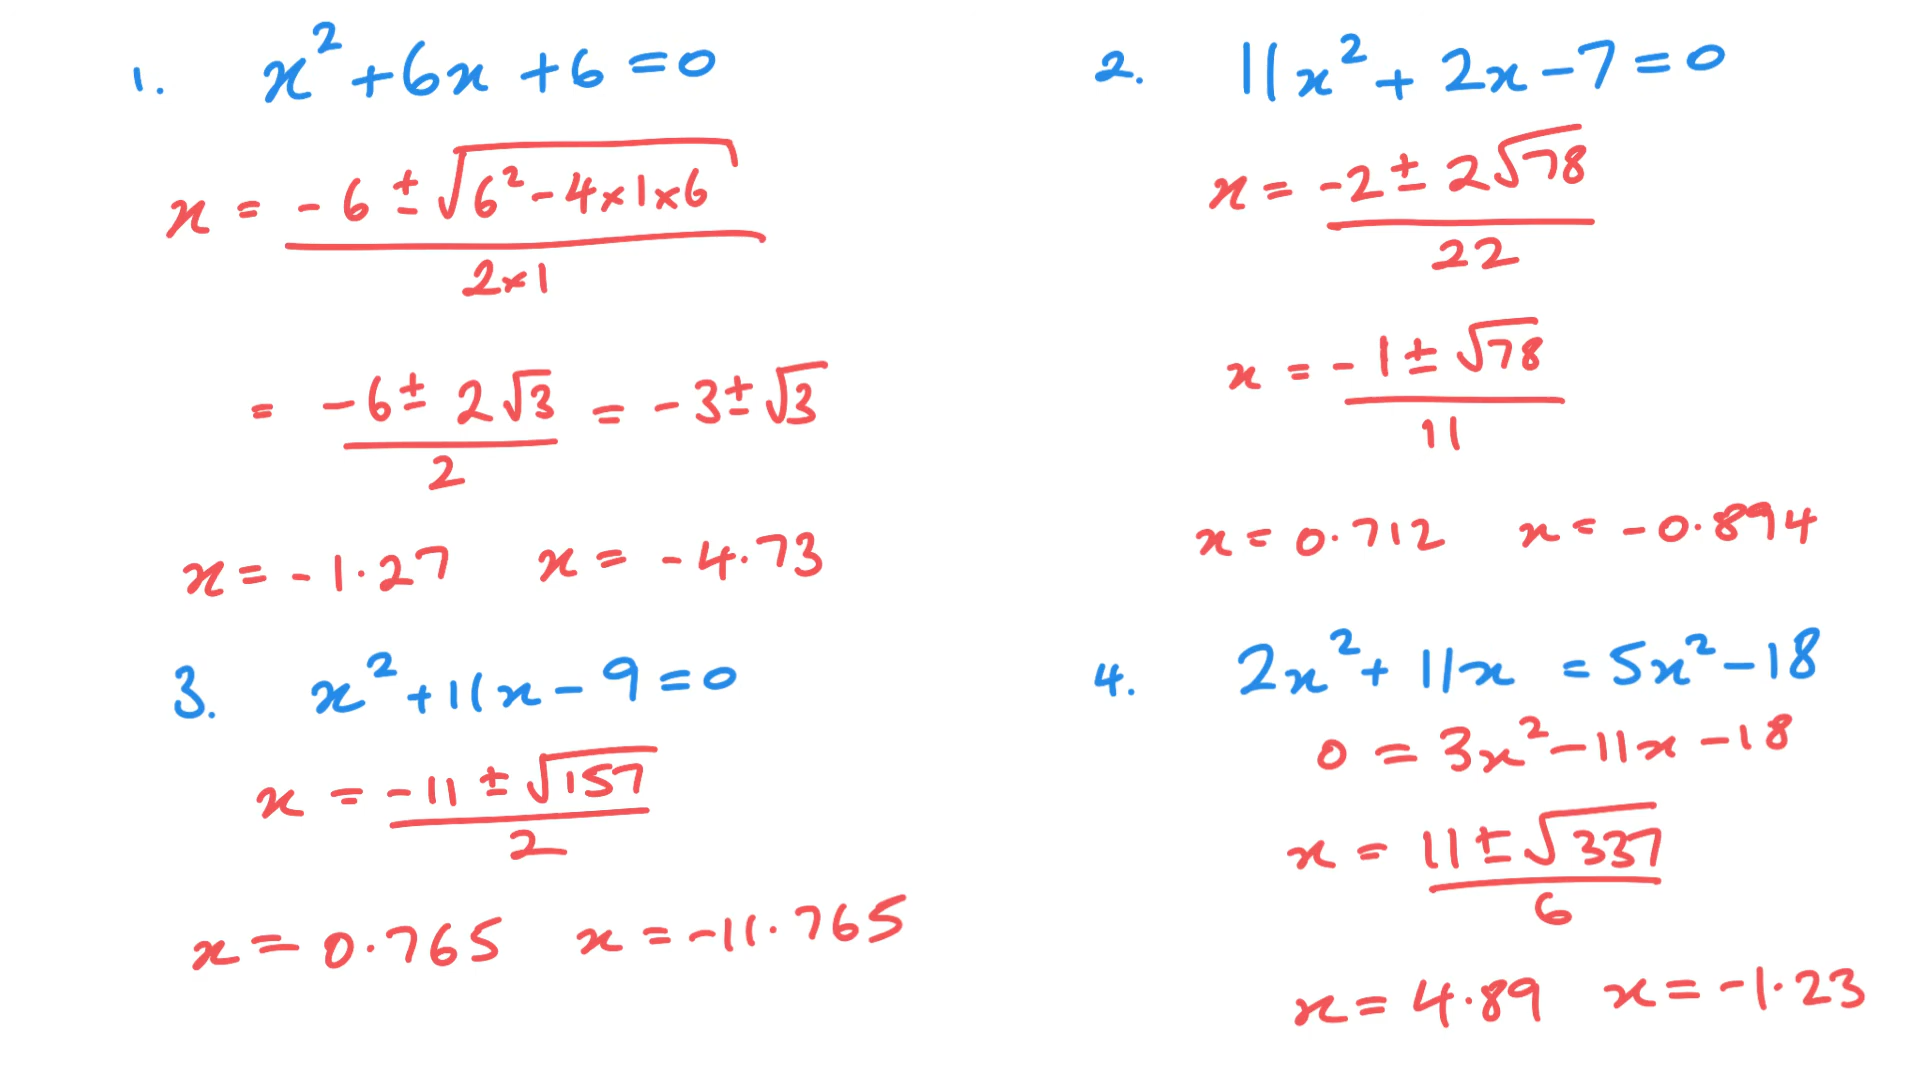 1. x² + 6x + 6 = 0
x = (-6 ± √(6² - 4×1×6)) / (2×1)
= (-6 ± 2√3) / 2 = -3 ± √3
x = -1.27 x = -4.73
2. 11x² + 2x - 7 = 0
x = (-2 ± 2√78) / 22
x = (-1 ± √78) / 11
x = 0.712 x = -0.894
3. x² + 11x - 9 = 0
x = (-11 ± √157) / 2
x = 0.765 x = -11.765
4. 2x² + 11x = 5x² - 18
0 = 3x² - 11x - 18
x = (11 ± √337) / 6
x = 4.89 x = -1.23